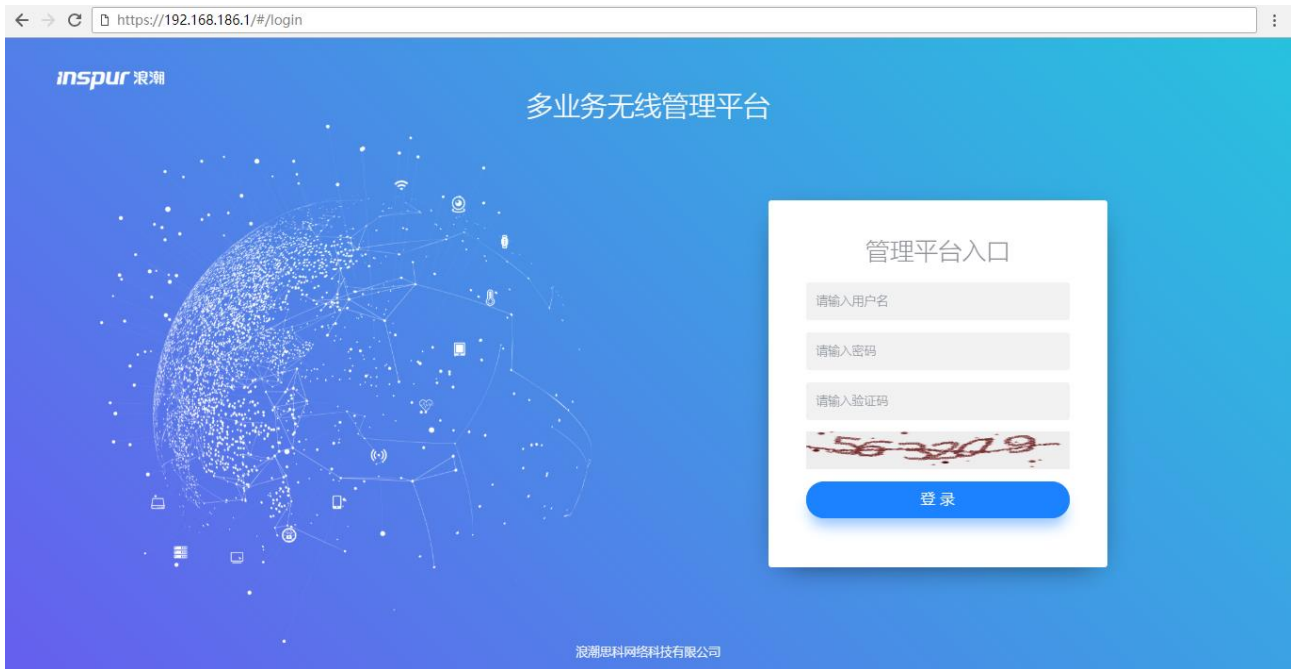 https://192.168.186.1/#/login
inspur 浪潮
多业务无线管理平台
管理平台入口
请输入用户名
请输入密码
请输入验证码
登 录
浪潮思科网络科技有限公司